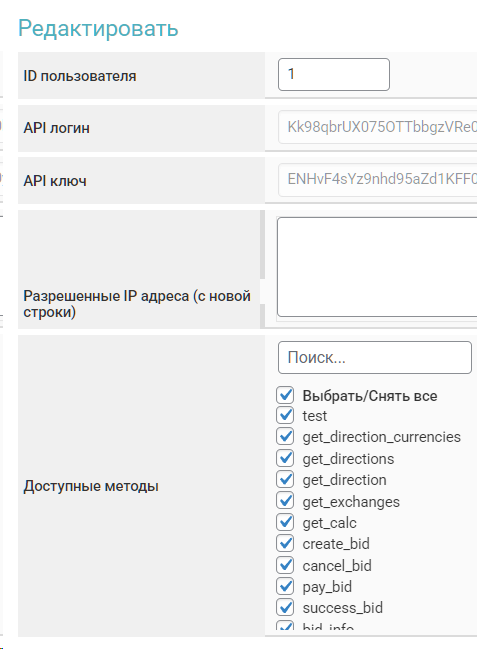 Редактировать
ID пользователя
1
API логин
Kk98qbrUX075OTTbbgzVRe0
API ключ
ENHvF4sYz9nhd95aZd1KFF0
Разрешенные IP адреса (с новой
строки)
Доступные методы
Поиск...
Выбрать/Снять все
test
get_direction_currencies
get_directions
get_direction
get_exchanges
get_calc
create_bid
cancel_bid
pay_bid
success_bid
bid_info